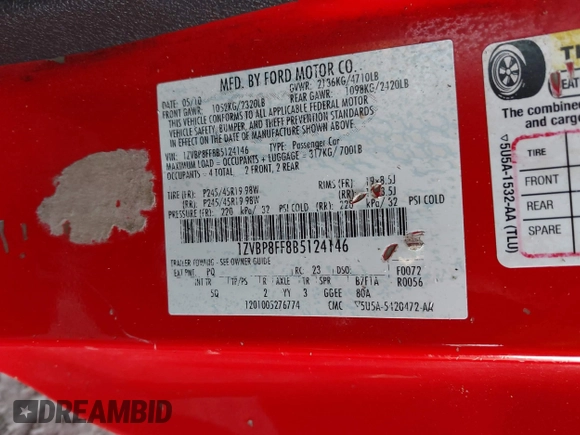 MFD. BY FORD MOTOR CO.
DATE: 05/10
GVWR: 2136KG/4710LB
FRONT GAWR: 1052KG/2320LB
REAR GAWR: 1098KG/2420LB
THIS VEHICLE CONFORMS TO ALL APPLICABLE FEDERAL MOTOR
VEHICLE SAFETY, BUMPER, AND THEFT PREVENTION STANDARDS
IN EFFECT ON THE DATE OF MANUFACTURE SHOWN ABOVE.
VIN: 1ZVBP8FF8B5124146
TYPE: Passenger Car
MAXIMUM LOAD = OCCUPANTS + LUGGAGE = 317KG/700LB
OCCUPANTS = 4 TOTAL: 2 FRONT, 2 REAR
TIRE (FR): P245/45R19 98W
RIMS (FR) 19x8.5J
(RR): P245/45R19 98W
(RR)
PRESSURE (FR) 220 kPa/ 32 PSI COLD (RR): 220 kPa/ 32 PSI COLD
1ZVBP8FF8B5124146
TRAILER TOWING - SEE OWNER GUIDE
EXT PNT: PQ RC: 23 DSO: F0072
INT TR TP/PS R AXLE TR SPR B7F1A R0056
5Q 2 YY 3 GGEE 80A
1201005276774 CMC 5U5A-5420472-AA
EAT
The combine
and cargo
TIRE
FRONT
REAR
SPARE
5U5A-1532-AA (TLU)
DREAMBID